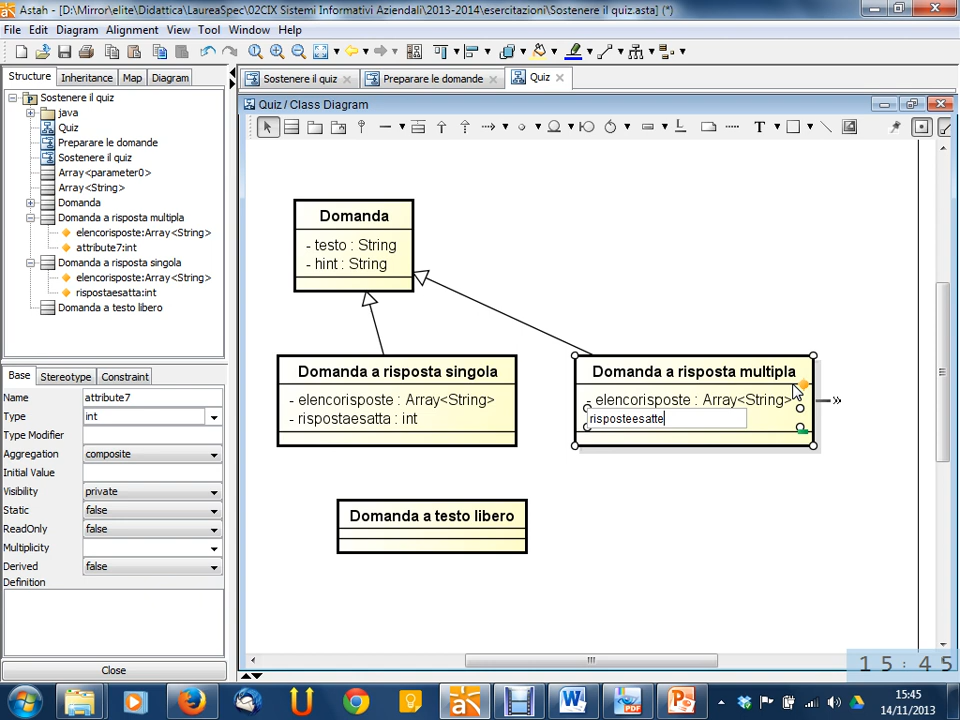 Astah - [D:\Mirror\elite\Didattica\LaureaSpec\02CIX Sistemi Informativi Aziendali\2013-2014\esercitazioni\Sostenere il quiz.asta] (*)
File Edit Diagram Alignment View Tool Window Help
Structure Inheritance Map Diagram
Sostenere il quiz
java
Quiz
Preparare le domande
Sostenere il quiz
Array<parameter0>
Array<String>
Domanda
Domanda a risposta multipla
elencorisposte:Array<String>
attribute7:int
Domanda a risposta singola
elencorisposte:Array<String>
rispostaesatta:int
Domanda a testo libero
Base Stereotype Constraint
Name attribute7
Type int
Type Modifier
Aggregation composite
Initial Value
Visibility private
Static false
ReadOnly false
Multiplicity
Derived false
Definition
Close
Sostenere il quiz Preparare le domande Quiz
Quiz / Class Diagram
Domanda
- testo : String
- hint : String
Domanda a risposta singola
- elencorisposte : Array<String>
- rispostaesatta : int
Domanda a risposta multipla
- elencorisposte : Array<String>
risposteesatte
Domanda a testo libero
15:45
15:45
14/11/2013